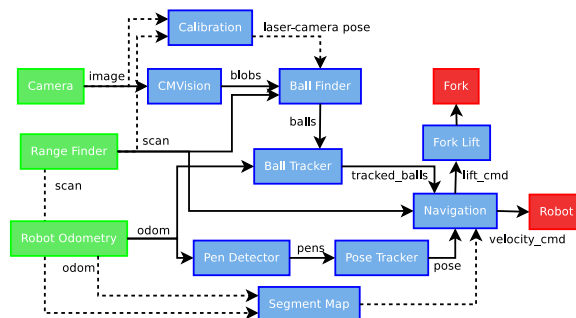 Calibration
laser-camera pose
Camera
image
CMVision
blobs
Ball Finder
Fork
scan
balls
Fork Lift
Range Finder
Ball Tracker
tracked_balls
lift_cmd
scan
Navigation
Robot
Robot Odometry
odom
velocity_cmd
Pen Detector
pens
Pose Tracker
pose
odom
Segment Map